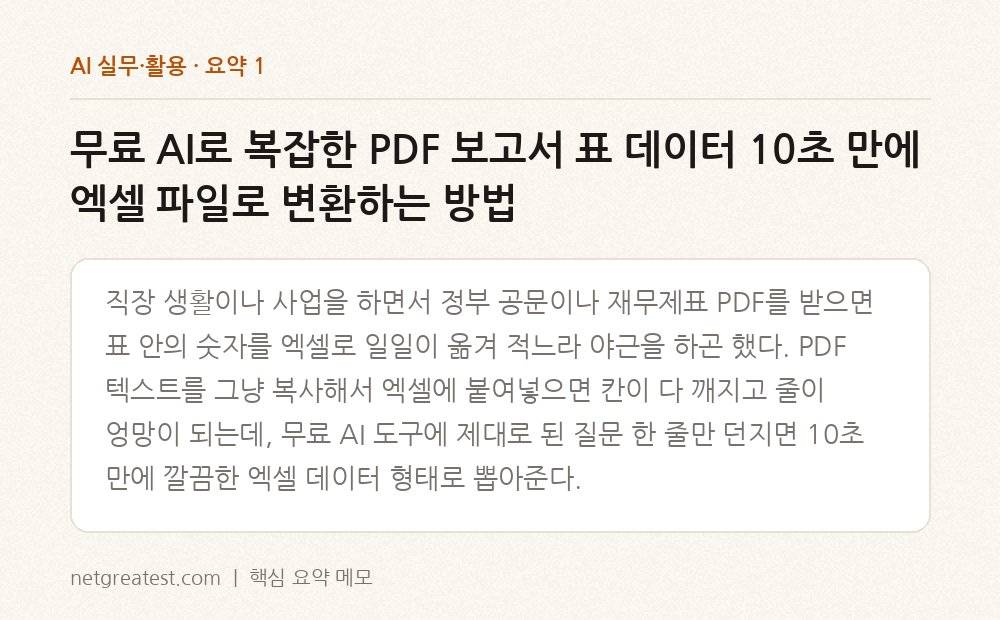 AI 실무·활용 · 요약 1
무료 AI로 복잡한 PDF 보고서 표 데이터 10초 만에
엑셀 파일로 변환하는 방법
직장 생활이나 사업을 하면서 정부 공문이나 재무제표 PDF를 받으면
표 안의 숫자를 엑셀로 일일이 옮겨 적느라 야근을 하곤 했다. PDF
텍스트를 그냥 복사해서 엑셀에 붙여넣으면 칸이 다 깨지고 줄이
엉망이 되는데, 무료 AI 도구에 제대로 된 질문 한 줄만 던지면 10초
만에 깔끔한 엑셀 데이터 형태로 뽑아준다.
netgreatest.com | 핵심 요약 메모